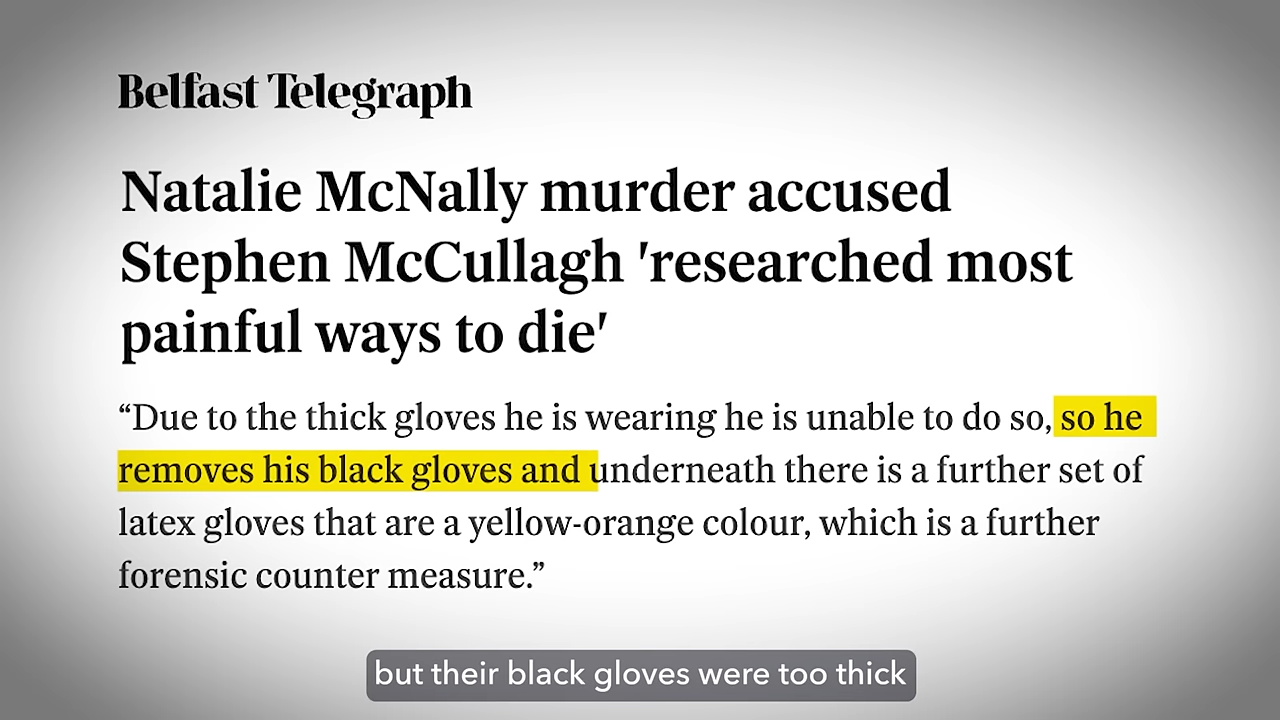 Belfast Telegraph
Natalie McNally murder accused
Stephen McCullagh 'researched most
painful ways to die'
“Due to the thick gloves he is wearing he is unable to do so, so he
removes his black gloves and underneath there is a further set of
latex gloves that are a yellow-orange colour, which is a further
forensic counter measure.”
but their black gloves were too thick